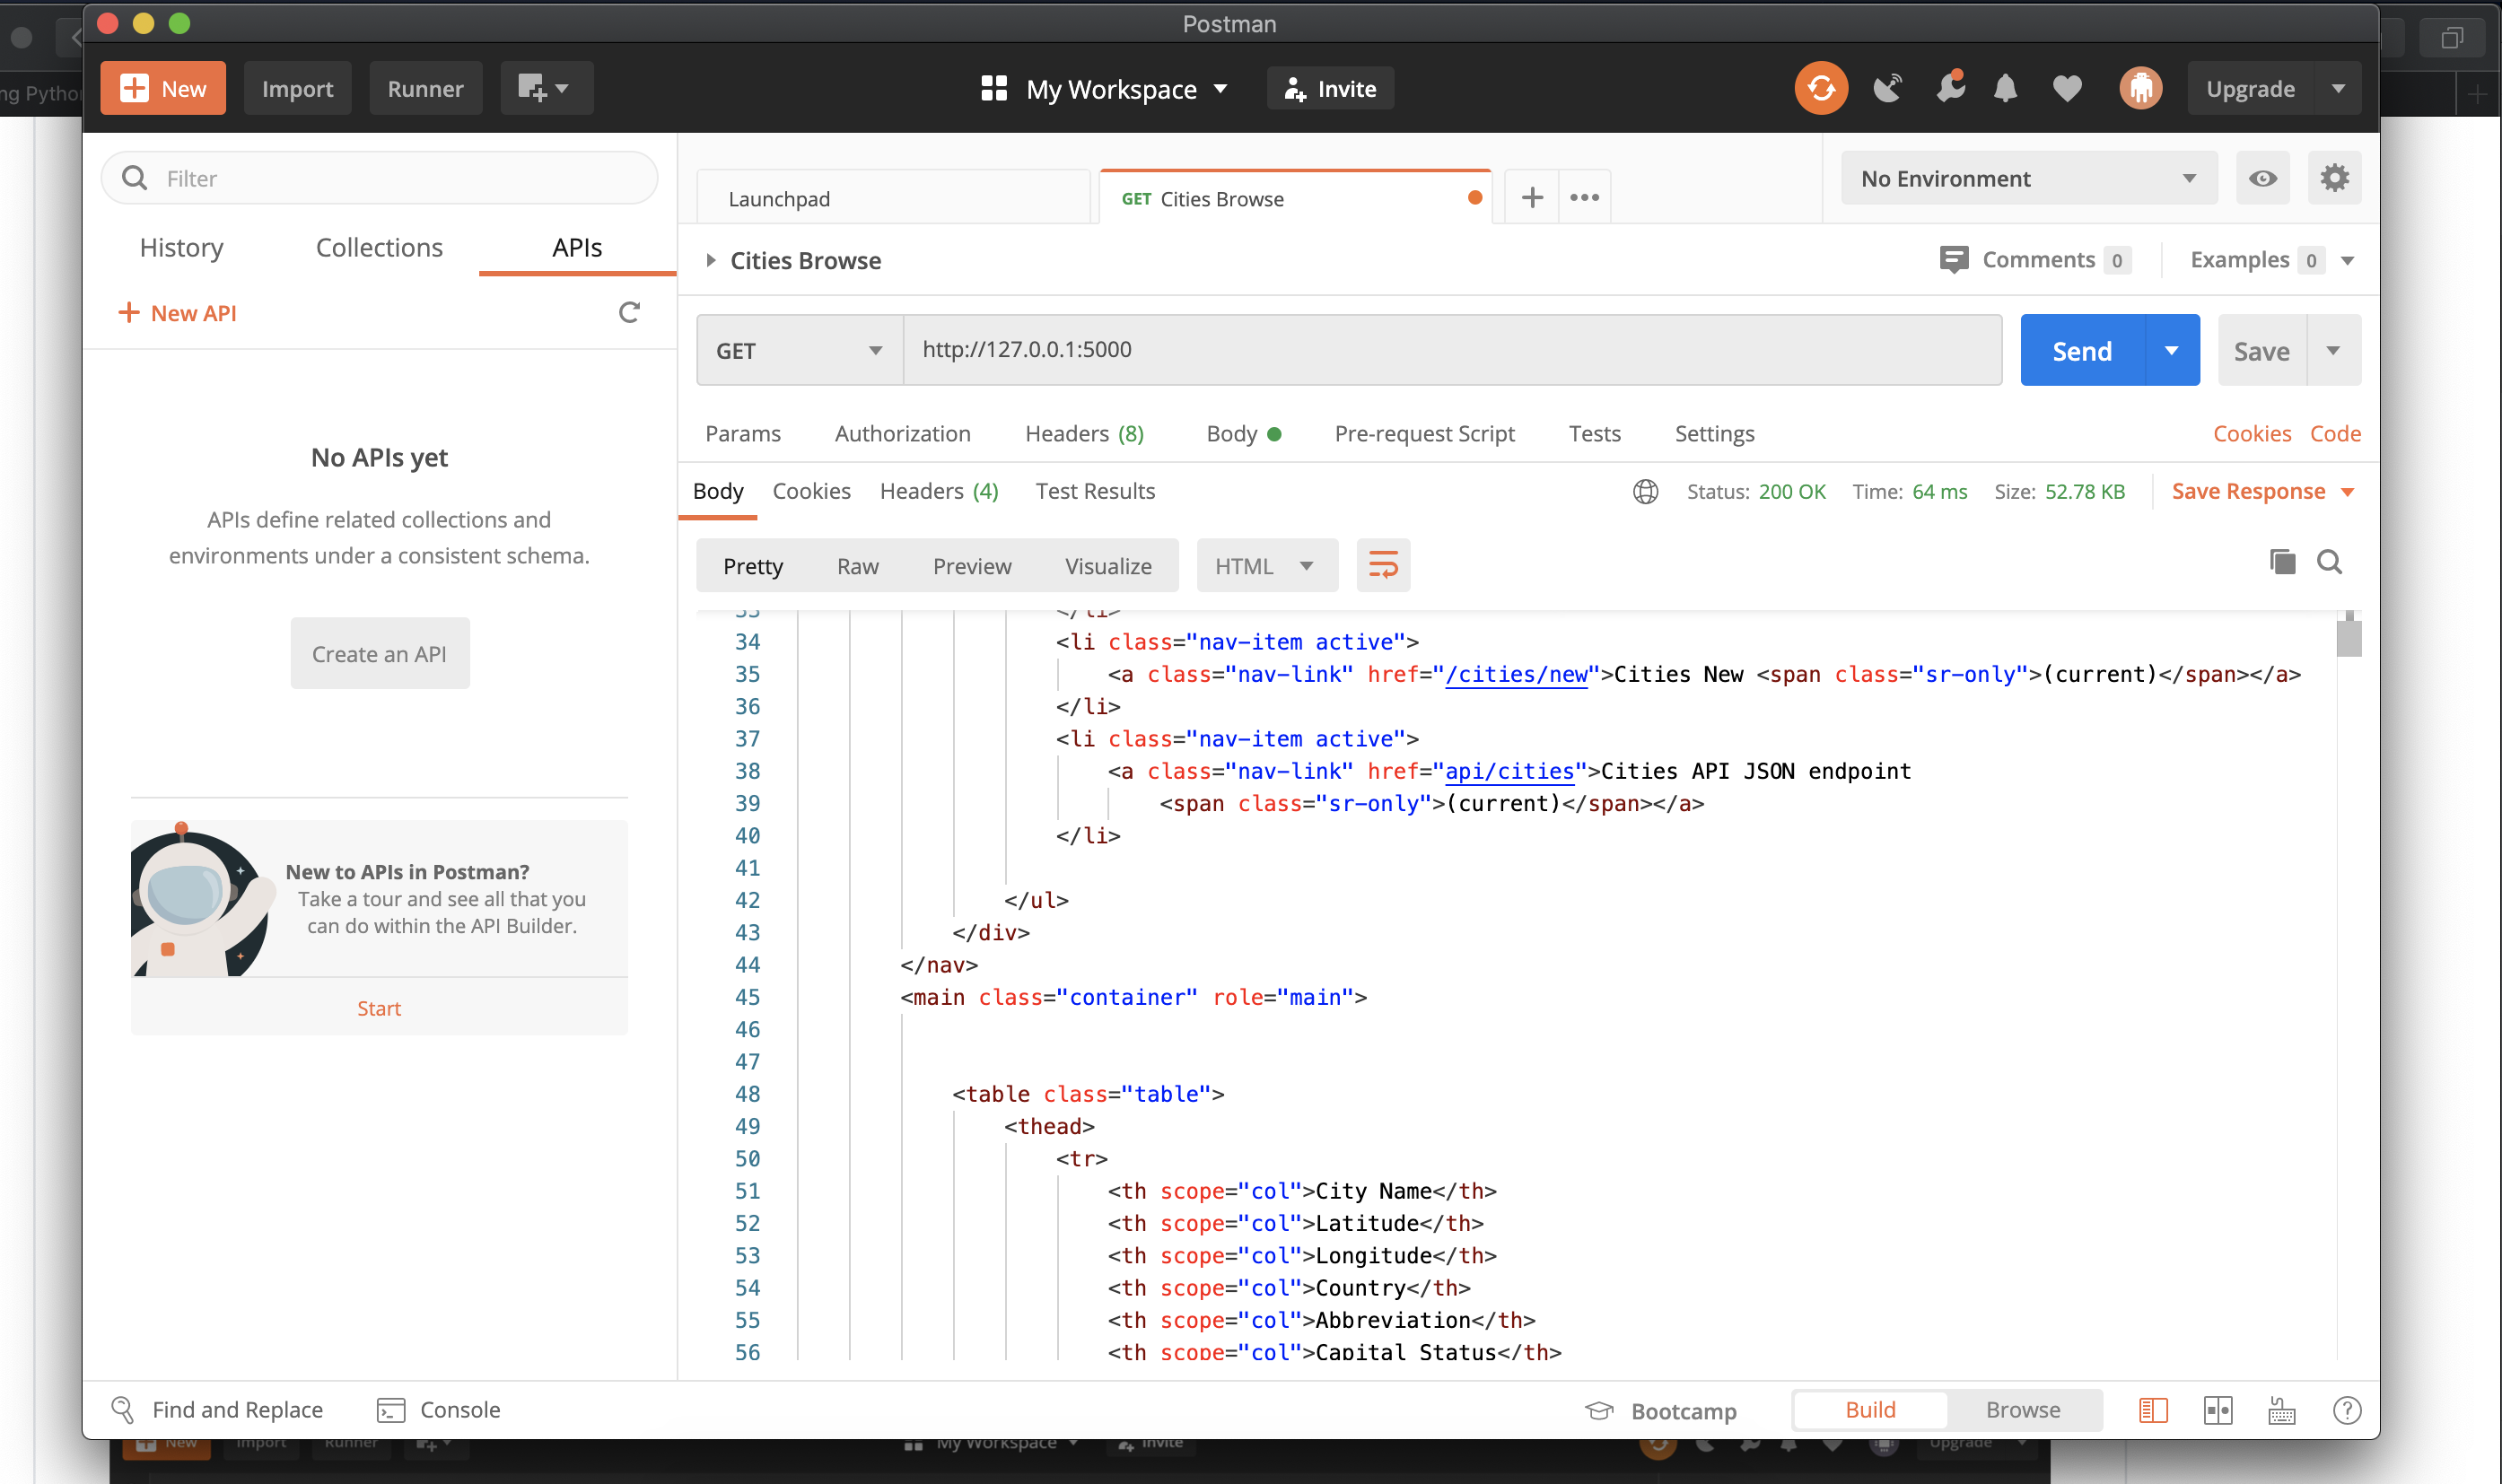 Postman
ng Python
New
Import
Runner
My Workspace
Invite
Upgrade
Filter
History
Collections
APIs
New API
No APIs yet
APIs define related collections and
environments under a consistent schema.
Create an API
New to APIs in Postman?
Take a tour and see all that you
can do within the API Builder.
Start
Launchpad
GET Cities Browse
No Environment
Cities Browse
Comments 0
Examples 0
GET
http://127.0.0.1:5000
Send
Save
Params
Authorization
Headers (8)
Body
Pre-request Script
Tests
Settings
Cookies
Code
Body
Cookies
Headers (4)
Test Results
Status: 200 OK
Time: 64 ms
Size: 52.78 KB
Save Response
Pretty
Raw
Preview
Visualize
HTML
33 </li>
34 <li class="nav-item active">
35 <a class="nav-link" href="/cities/new">Cities New <span class="sr-only">(current)</span></a>
36 </li>
37 <li class="nav-item active">
38 <a class="nav-link" href="api/cities">Cities API JSON endpoint
39 <span class="sr-only">(current)</span></a>
40 </li>
41
42 </ul>
43 </div>
44 </nav>
45 <main class="container" role="main">
46
47
48 <table class="table">
49 <thead>
50 <tr>
51 <th scope="col">City Name</th>
52 <th scope="col">Latitude</th>
53 <th scope="col">Longitude</th>
54 <th scope="col">Country</th>
55 <th scope="col">Abbreviation</th>
56 <th scope="col">Capital Status</th>
Find and Replace
Console
Bootcamp
Build
Browse
New
Import
Runner
My Workspace
Invite
Upgrade